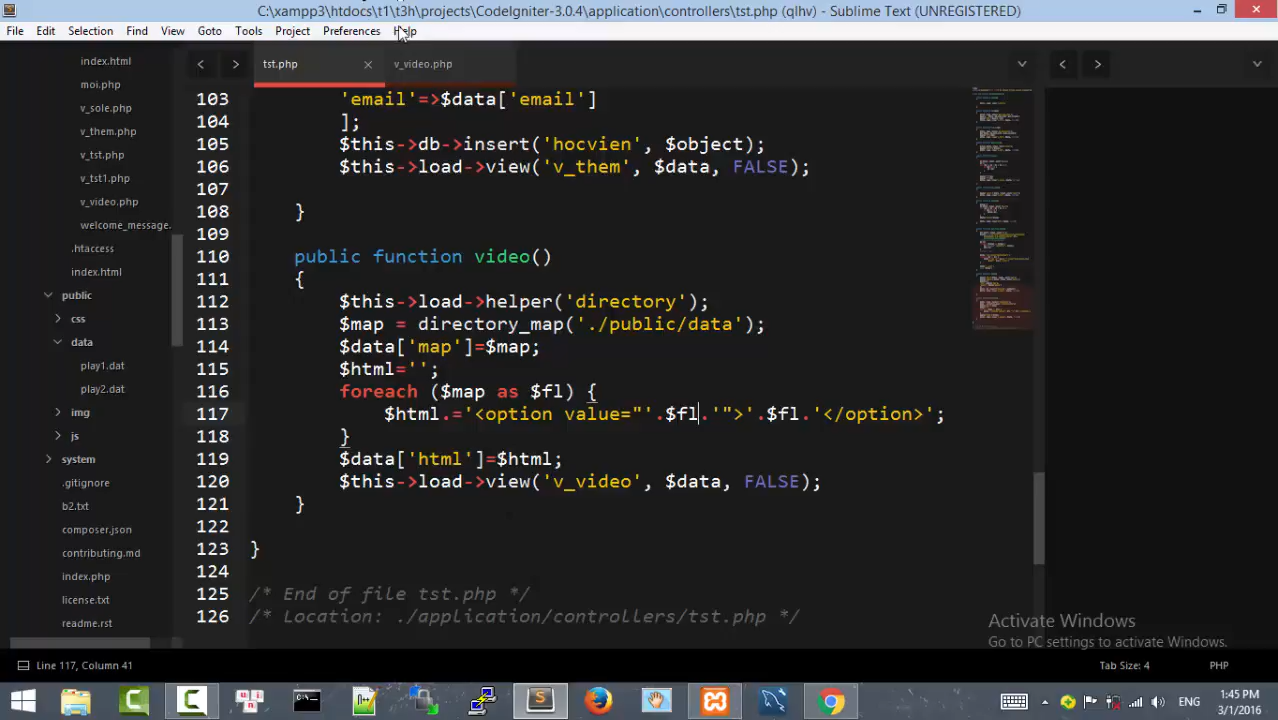 C:\xampp3\htdocs\t1\t3h\projects\CodeIgniter-3.0.4\application\controllers\tst.php (qlhv) - Sublime Text (UNREGISTERED)
File Edit Selection Find View Goto Tools Project Preferences Help
tst.php
v_video.php
index.html
moi.php
v_sole.php
v_them.php
v_tst.php
v_tst1.php
v_video.php
welcome_message.
.htaccess
index.html
public
css
data
play1.dat
play2.dat
img
js
system
.gitignore
b2.txt
composer.json
contributing.md
index.php
license.txt
readme.rst
103 'email'=>$data['email']
104 ];
105 $this->db->insert('hocvien', $object);
106 $this->load->view('v_them', $data, FALSE);
107
108 }
109
110 public function video()
111 {
112 $this->load->helper('directory');
113 $map = directory_map('./public/data');
114 $data['map']=$map;
115 $html='';
116 foreach ($map as $fl) {
117 $html.='<option value="'.$fl.'">'.$fl.'</option>';
118 }
119 $data['html']=$html;
120 $this->load->view('v_video', $data, FALSE);
121 }
122
123 }
124
125 /* End of file tst.php */
126 /* Location: ./application/controllers/tst.php */
Activate Windows
Go to PC settings to activate Windows.
Line 117, Column 41
Tab Size: 4
PHP
ENG
1:45 PM
3/1/2016